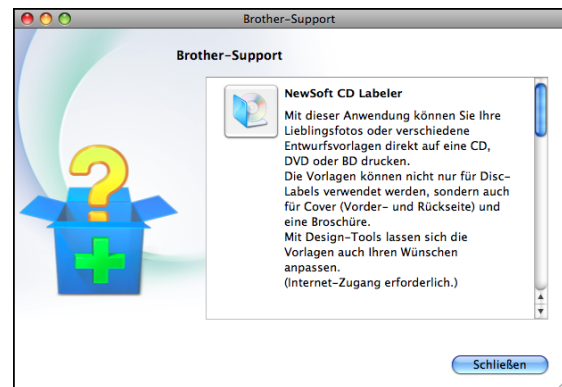 Brother-Support
Brother-Support
NewSoft CD Labeler
Mit dieser Anwendung können Sie Ihre
Lieblingsfotos oder verschiedene
Entwurfsvorlagen direkt auf eine CD,
DVD oder BD drucken.
Die Vorlagen können nicht nur für Disc-
Labels verwendet werden, sondern auch
für Cover (Vorder- und Rückseite) und
eine Broschüre.
Mit Design-Tools lassen sich die
Vorlagen auch Ihren Wünschen
anpassen.
(Internet-Zugang erforderlich.)
Schließen